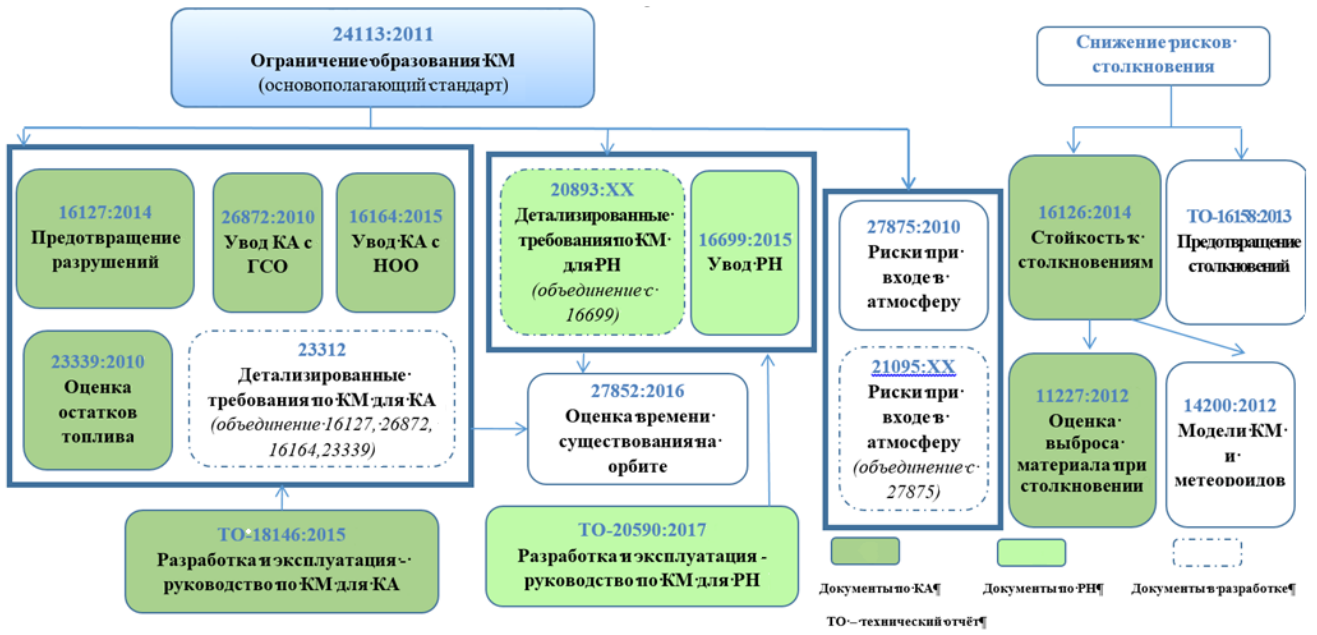 24113:2011
Ограничение образования КМ
(основополагающий стандарт)
Снижение рисков
столкновения
16127:2014
Предотвращение
разрушений
26872:2010
Увод КА с
ГСО
16164:2015
Увод КА с
НОО
23339:2010
Оценка
остатков
топлива
23312
Детализированные
требования по КМ для КА
(объединение 16127, 26872,
16164,23339)
20893:XX
Детализированные
требования по КМ
для РН
(объединение с
16699)
16699:2015
Увод РН
27852:2016
Оценка времени
существования на
орбите
27875:2010
Риски при
входе в
атмосферу
21095:XX
Риски при
входе в
атмосферу
(объединение с
27875)
16126:2014
Стойкость к
столкновениям
ТО-16158:2013
Предотвращение
столкновений
11227:2012
Оценка
выброса
материала при
столкновении
14200:2012
Модели КМ
и
метеороидов
ТО-18146:2015
Разработка и эксплуатация -
руководство по КМ для КА
ТО-20590:2017
Разработка и эксплуатация -
руководство по КМ для РН
Документы по КА¶
Документы по РН¶
Документы в разработке¶
ТО – технический отчёт¶